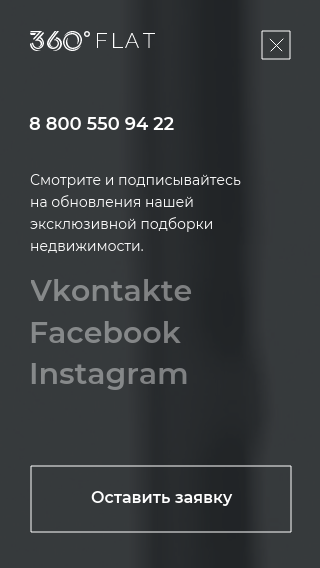 360° FLAT
8 800 550 94 22
Смотрите и подписывайтесь
на обновления нашей
эксклюзивной подборки
недвижимости.
Vkontakte
Facebook
Instagram
Оставить заявку